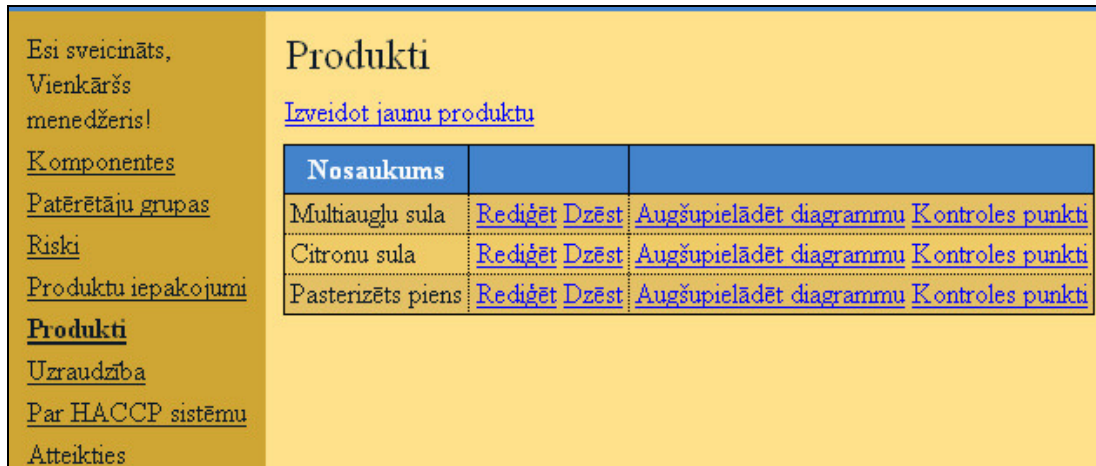 Esi sveicināts,
Vienkāršs
menedžeris!
Komponentes
Patērētāju grupas
Riski
Produktu iepakojumi
Produkti
Uzraudzība
Par HACCP sistēmu
Atteikties
Produkti
Izveidot jaunu produktu
Nosaukums
Multiaugļu sula Rediģēt Dzēst Augšupielādēt diagrammu Kontroles punkti
Citronu sula Rediģēt Dzēst Augšupielādēt diagrammu Kontroles punkti
Pasterizēts piens Rediģēt Dzēst Augšupielādēt diagrammu Kontroles punkti